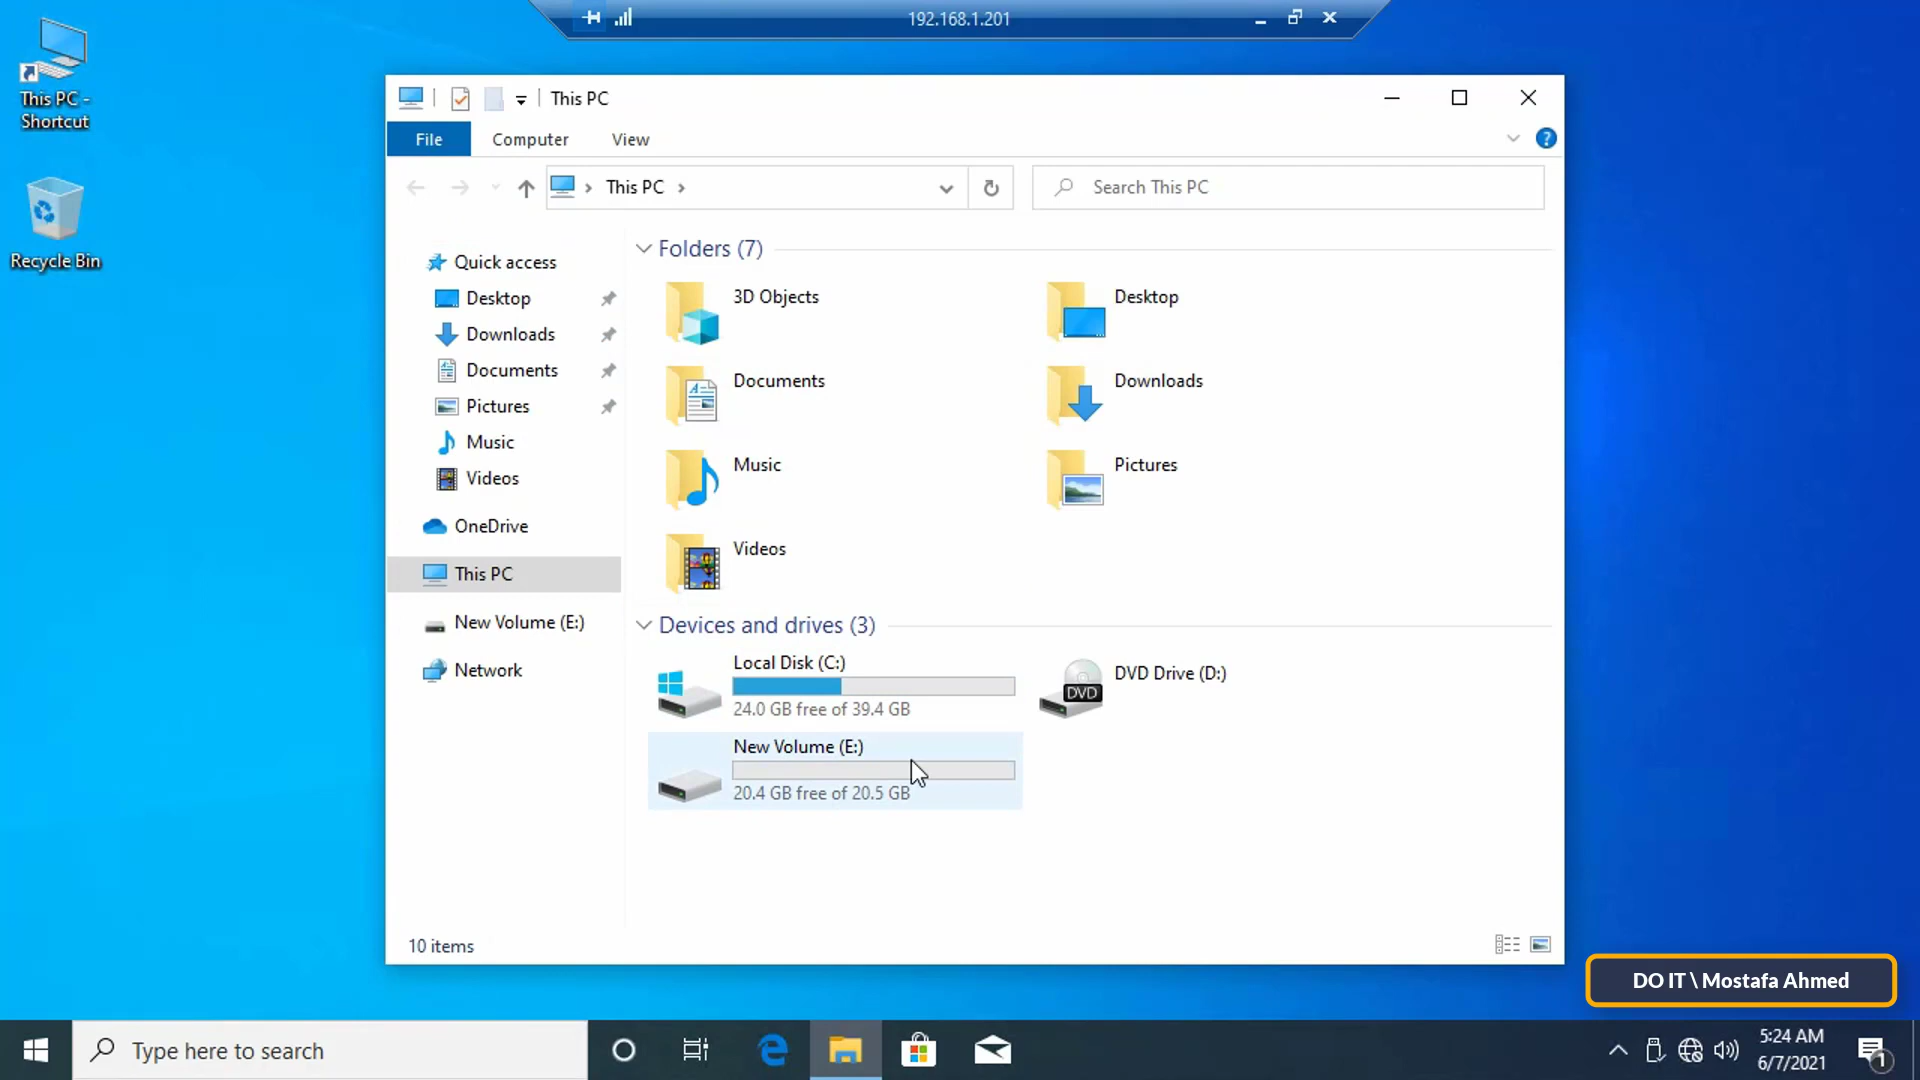 192.168.1.201
This PC -
Shortcut
Recycle Bin
This PC
File
Computer
View
?
This PC
Search This PC
Quick access
Desktop
Downloads
Documents
Pictures
Music
Videos
OneDrive
This PC
New Volume (E:)
Network
Folders (7)
3D Objects
Desktop
Documents
Downloads
Music
Pictures
Videos
Devices and drives (3)
Local Disk (C:)
24.0 GB free of 39.4 GB
DVD
DVD Drive (D:)
New Volume (E:)
20.4 GB free of 20.5 GB
10 items
DO IT \ Mostafa Ahmed
Type here to search
5:24 AM
6/7/2021
1